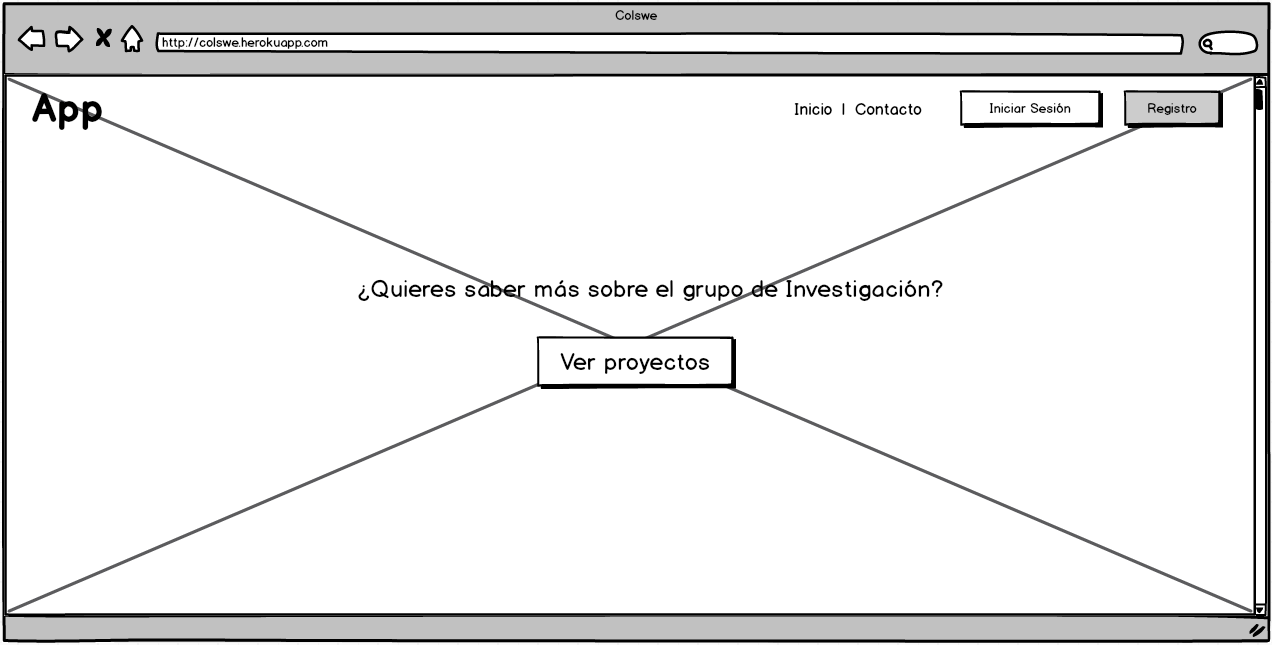 Colswe
http://colswe.herokuapp.com
App
Inicio | Contacto
Iniciar Sesión
Registro
¿Quieres saber más sobre el grupo de Investigación?
Ver proyectos